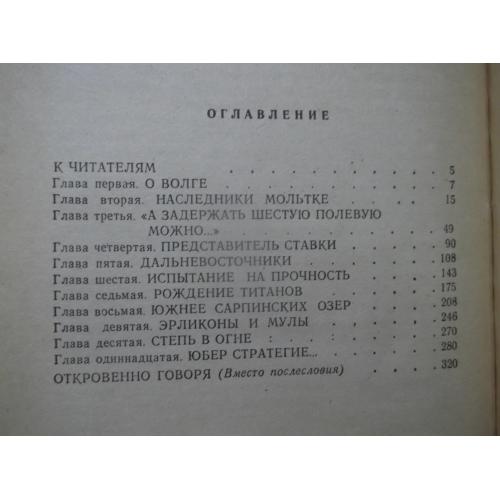 ОГЛАВЛЕНИЕ
К ЧИТАТЕЛЯМ . . . . . . . . . . 5
Глава первая. О ВОЛГЕ . . . . . . . . . . 7
Глава вторая. НАСЛЕДНИКИ МОЛЬТКЕ . . . . 15
Глава третья. «А ЗАДЕРЖАТЬ ШЕСТУЮ ПОЛЕВУЮ
МОЖНО...» . . . . . . . 49
Глава четвертая. ПРЕДСТАВИТЕЛЬ СТАВКИ . . . . 90
Глава пятая. ДАЛЬНЕВОСТОЧНИКИ . . . . . . 108
Глава шестая. ИСПЫТАНИЕ НА ПРОЧНОСТЬ . . . . 143
Глава седьмая. РОЖДЕНИЕ ТИТАНОВ . . . . . 175
Глава восьмая. ЮЖНЕЕ САРПИНСКИХ ОЗЕР . . . . 208
Глава девятая. ЭРЛИКОНЫ И МУЛЫ . . . . . 246
Глава десятая. СТЕПЬ В ОГНЕ . . . . . . . 270
Глава одиннадцатая. ЮБЕР СТРАТЕГИЕ... . . . . . 280
ОТКРОВЕННО ГОВОРЯ (Вместо послесловия) . . . . 320